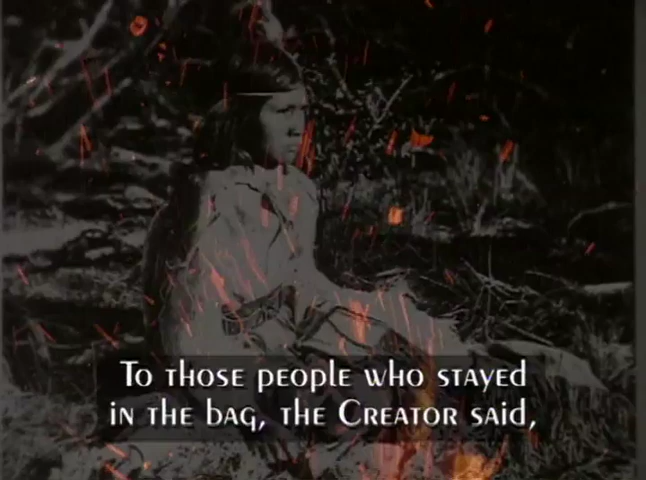 To those people who stayed
in the bag, the Creator said,